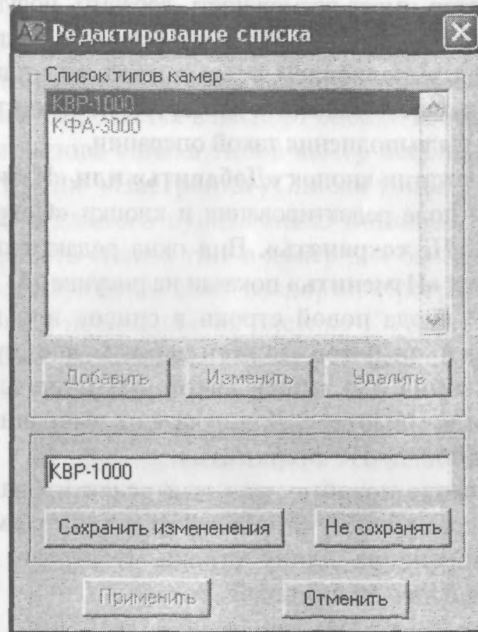 A2 Редактирование списка
Список типов камер
КВР-1000
КФА-3000
Добавить Изменить Удалить
КВР-1000
Сохранить измененения Не сохранять
Применить Отменить